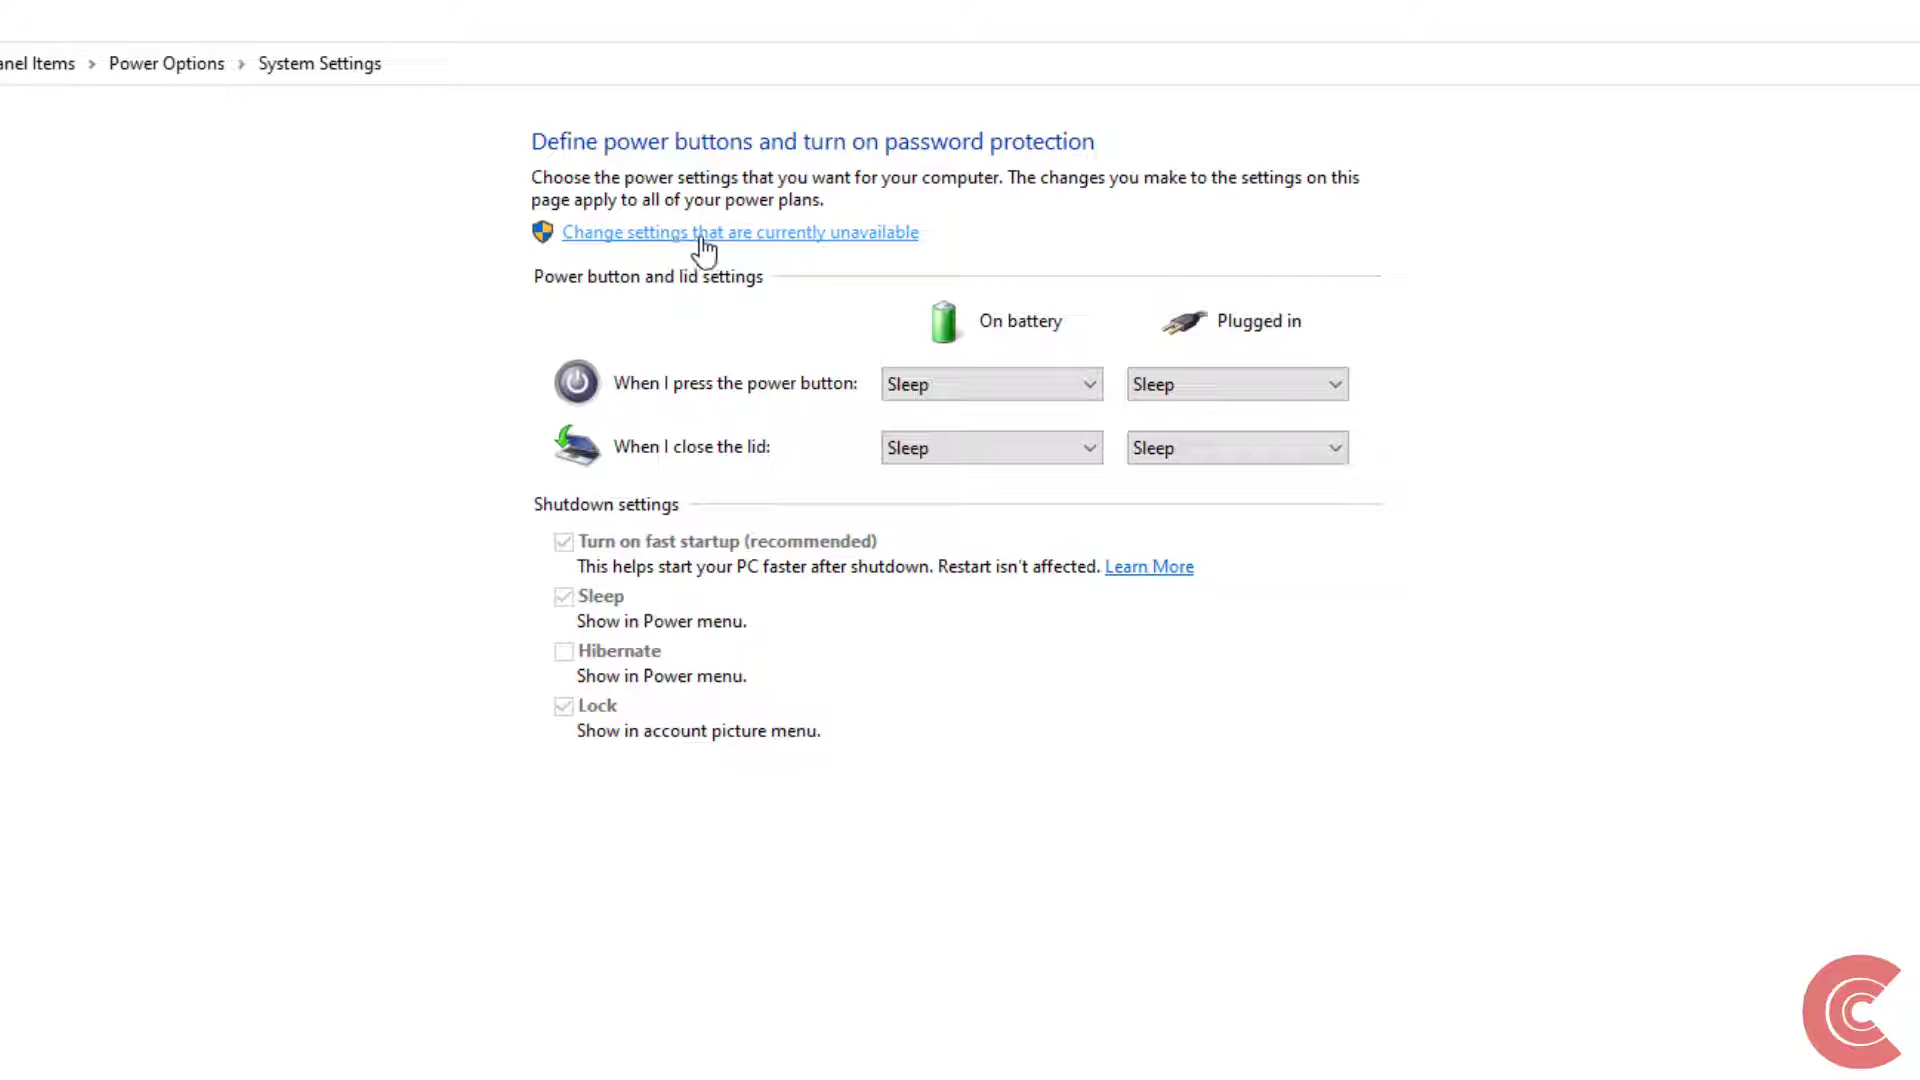 anel Items > Power Options > System Settings
Define power buttons and turn on password protection
Choose the power settings that you want for your computer. The changes you make to the settings on this
page apply to all of your power plans.
Change settings that are currently unavailable
Power button and lid settings
On battery
Plugged in
When I press the power button:
Sleep
Sleep
When I close the lid:
Sleep
Sleep
Shutdown settings
Turn on fast startup (recommended)
This helps start your PC faster after shutdown. Restart isn't affected. Learn More
Sleep
Show in Power menu.
Hibernate
Show in Power menu.
Lock
Show in account picture menu.